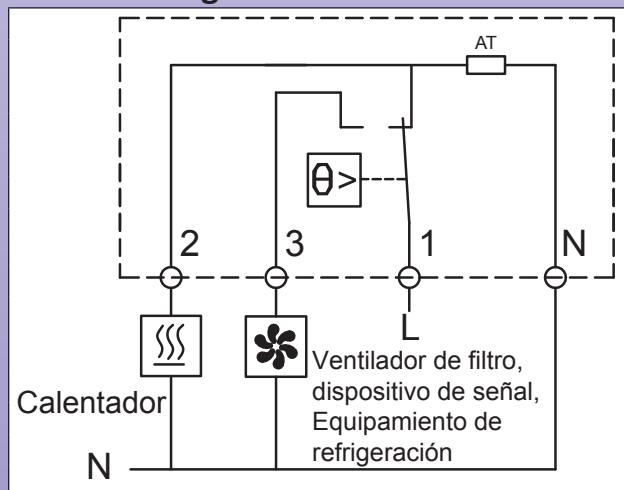 AT
θ>
2
3
1
N
L
Ventilador de filtro,
dispositivo de señal,
Equipamiento de
refrigeración
Calentador
N